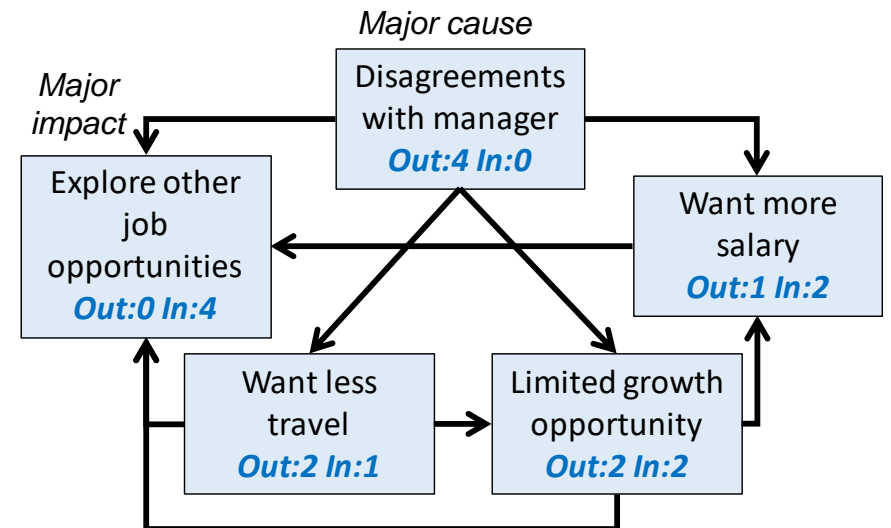 Major cause
Disagreements
with manager
Out:4 In:0
Major
impact
Explore other
job
opportunities
Out:0 In:4
Want more
salary
Out:1 In:2
Want less
travel
Out:2 In:1
Limited growth
opportunity
Out:2 In:2